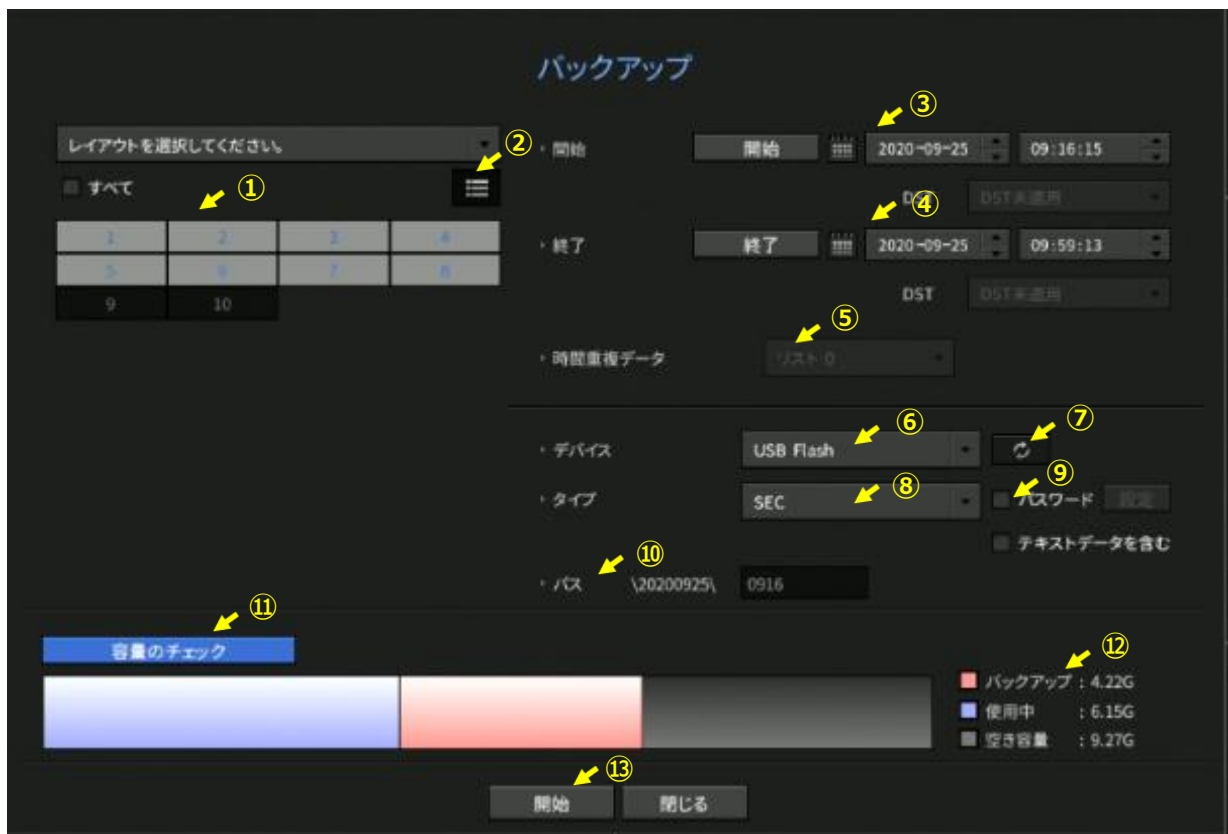 バックアップ
③
レイアウトを選択してください。
②
開始 開始 2020-09-25 09:16:15
すべて
①
DST DST未適用
④
1 2 3 4
終了 終了 2020-09-25 09:59:13
5 6 7 8
DST DST未適用
9 10
⑤
時間重複データ リスト 0
⑥ ⑦
デバイス USB Flash
⑧ ⑨
タイプ SEC パスワード 設定
テキストデータを含む
⑩
パス \20200925\ 0916
⑪
容量のチェック
⑫
バックアップ : 4.22G
使用中 : 6.15G
空き容量 : 9.27G
⑬
開始 閉じる